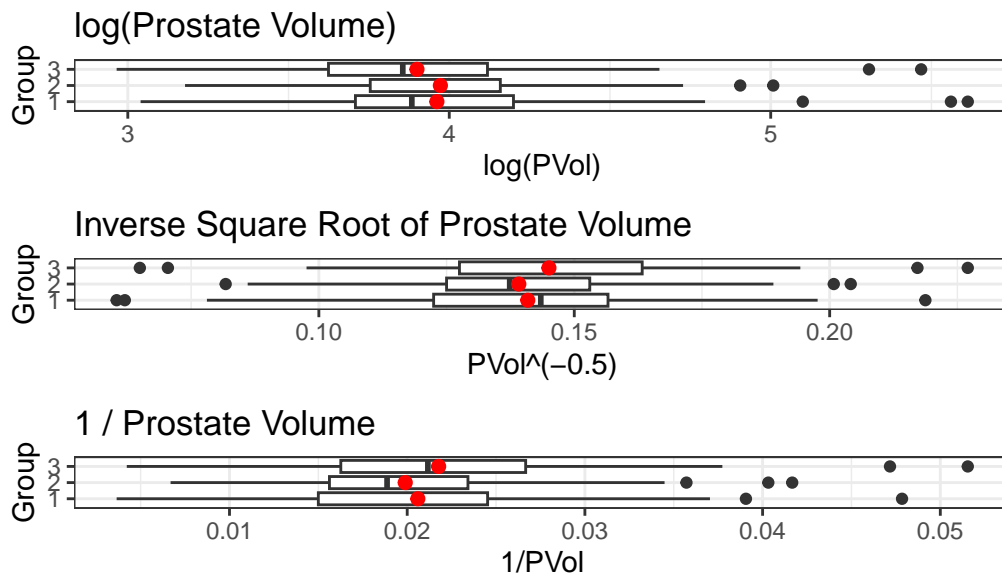 log(Prostate Volume)
Group
3
2
1
3 4 5
log(PVol)
Inverse Square Root of Prostate Volume
Group
3
2
1
0.10 0.15 0.20
PVol^(−0.5)
1 / Prostate Volume
Group
3
2
1
0.01 0.02 0.03 0.04 0.05
1/PVol